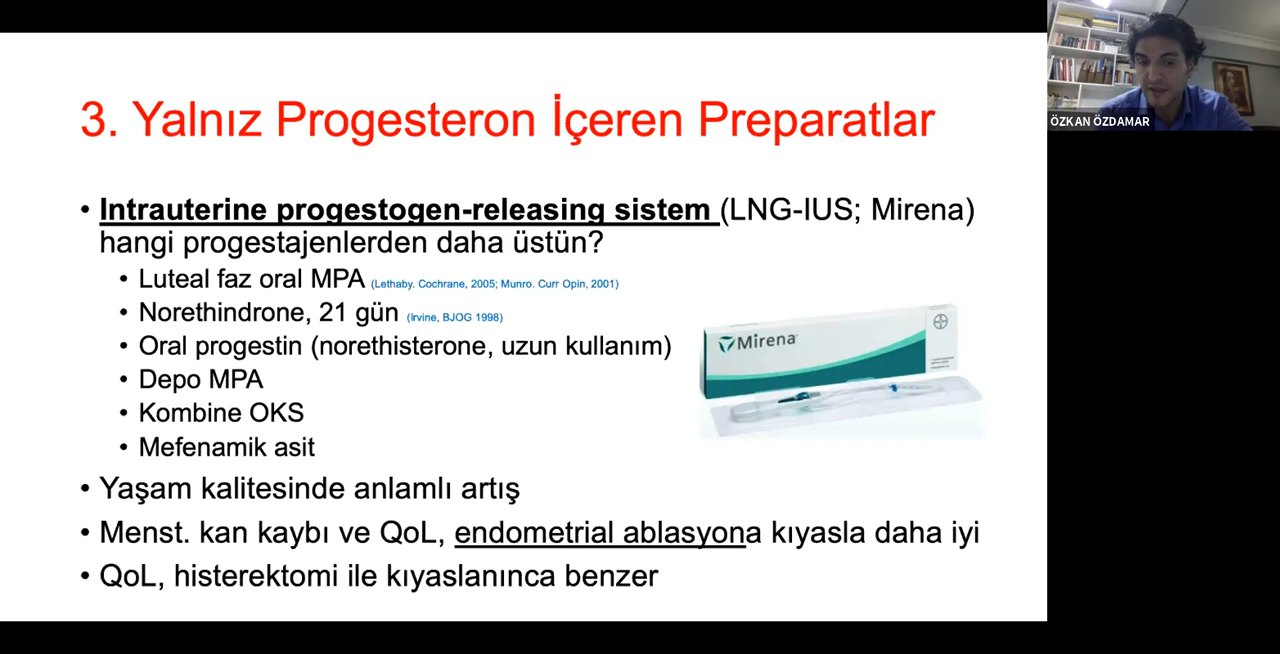 3. Yalnız Progesteron İçeren Preparatlar
• Intrauterine progestogen-releasing sistem (LNG-IUS; Mirena)
hangi progestajenlerden daha üstün?
• Luteal faz oral MPA (Lethaby. Cochrane, 2005; Munro. Curr Opin, 2001)
• Norethindrone, 21 gün (Irvine, BJOG 1998)
• Oral progestin (norethisterone, uzun kullanım)
• Depo MPA
• Kombine OKS
• Mefenamik asit
• Yaşam kalitesinde anlamlı artış
• Menst. kan kaybı ve QoL, endometrial ablasyona kıyasla daha iyi
• QoL, histerektomi ile kıyaslanınca benzer
Mirena
ÖZKAN ÖZDAMAR